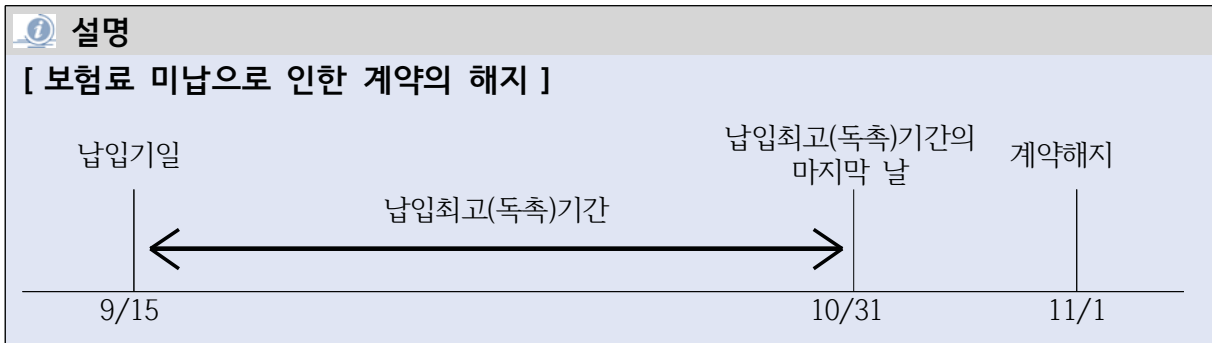 설명
[ 보험료 미납으로 인한 계약의 해지 ]
납입기일
납입최고(독촉)기간
납입최고(독촉)기간의
마지막 날
계약해지
9/15
10/31
11/1